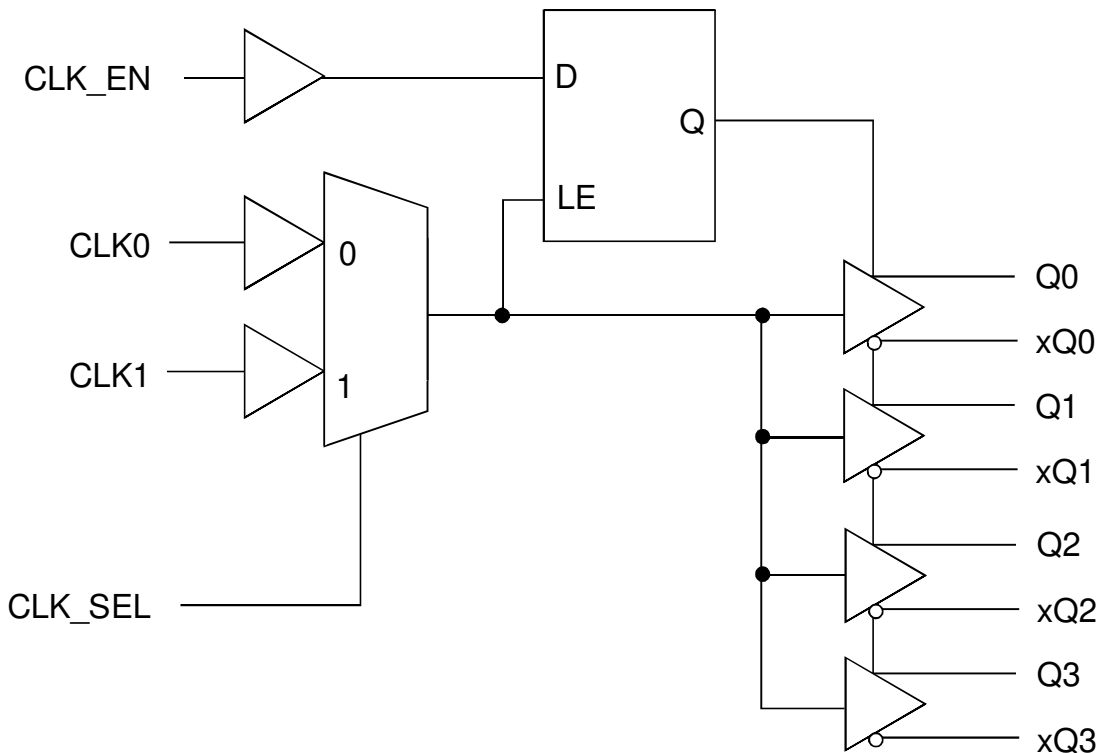 CLK_EN
D
Q
LE
CLK0
0
CLK1
1
CLK_SEL
Q0
xQ0
Q1
xQ1
Q2
xQ2
Q3
xQ3